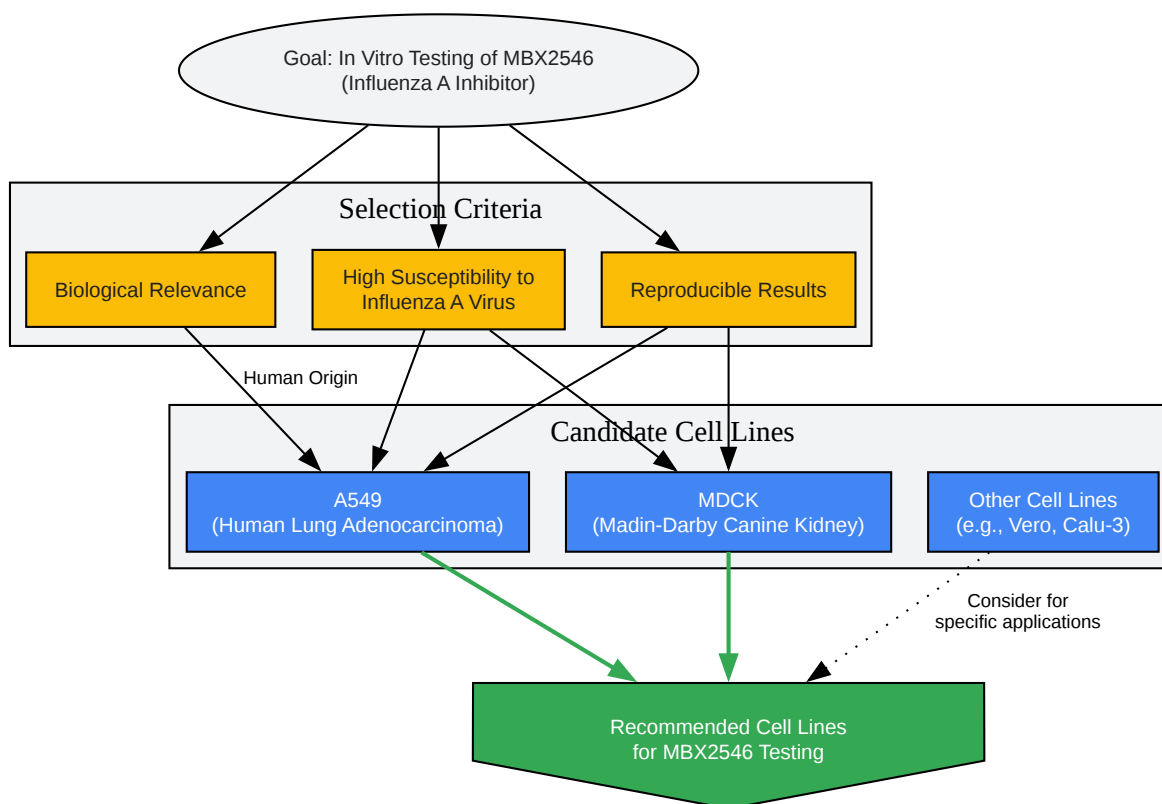 Goal: In Vitro Testing of MBX2546
(Influenza A Inhibitor)
Selection Criteria
Biological Relevance
High Susceptibility to
Influenza A Virus
Reproducible Results
Human Origin
Candidate Cell Lines
A549
(Human Lung Adenocarcinoma)
MDCK
(Madin-Darby Canine Kidney)
Other Cell Lines
(e.g., Vero, Calu-3)
Consider for
specific applications
Recommended Cell Lines
for MBX2546 Testing